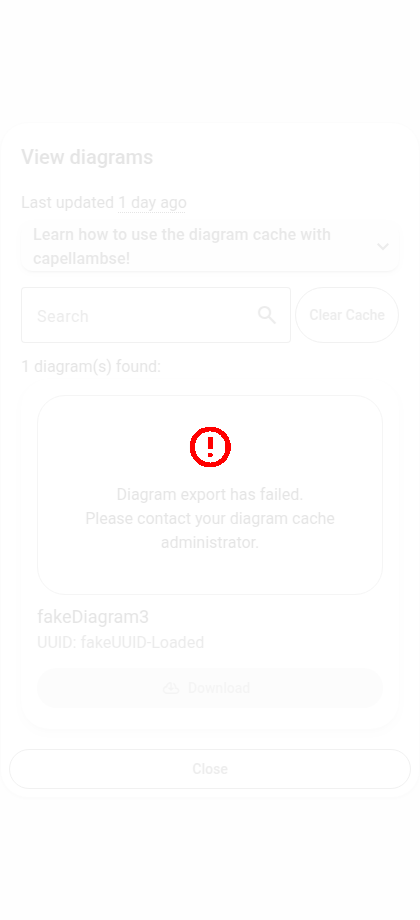 View diagrams
Last updated 1 day ago
Learn how to use the diagram cache with
capellambse!
Search
Clear Cache
1 diagram(s) found:
Diagram export has failed.
Please contact your diagram cache
administrator.
fakeDiagram3
UUID: fakeUUID-Loaded
Download
Close